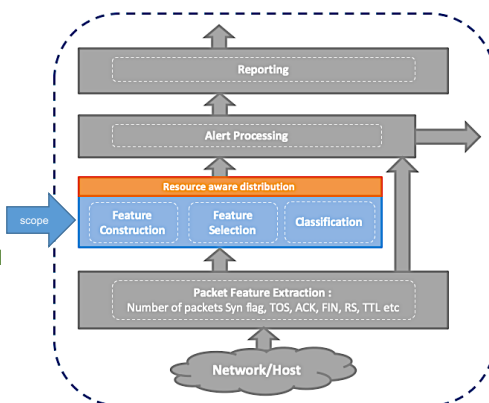 Reporting
Alert Processing
Resource aware distribution
scope
Feature
Construction
Feature
Selection
Classification
Packet Feature Extraction :
Number of packets Syn flag, TOS, ACK, FIN, RS, TTL etc
Network/Host